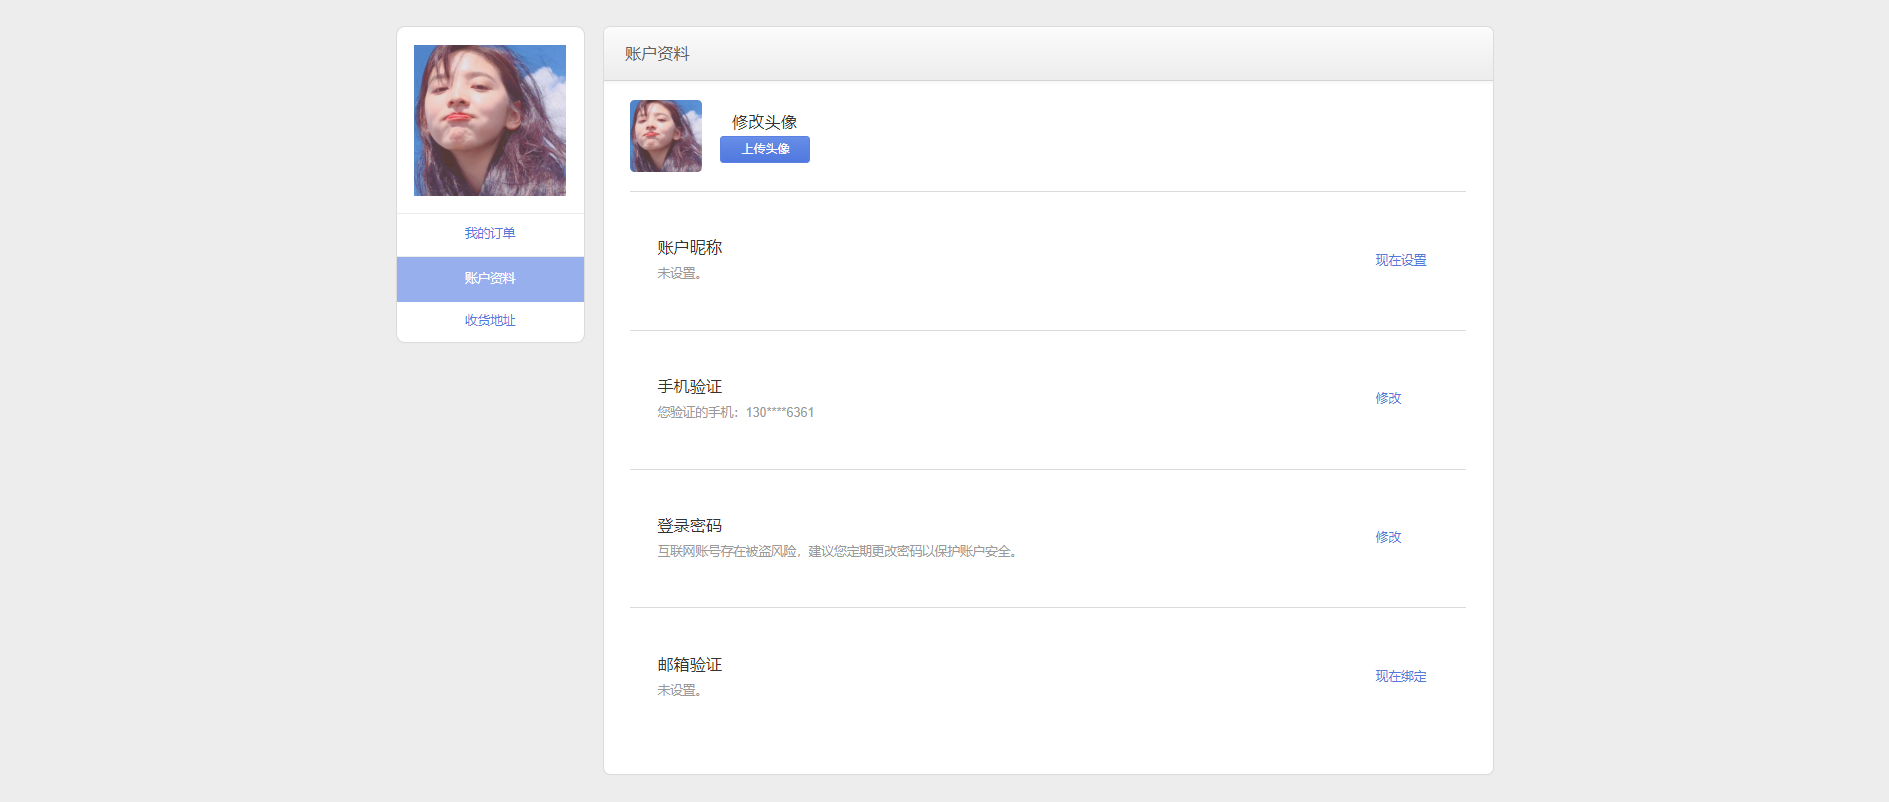 我的订单
账户资料
收货地址
账户资料
修改头像
上传头像
账户昵称
未设置。
现在设置
手机验证
您验证的手机：130****6361
修改
登录密码
互联网账号存在被盗风险，建议您定期更改密码以保护账户安全。
修改
邮箱验证
未设置。
现在绑定